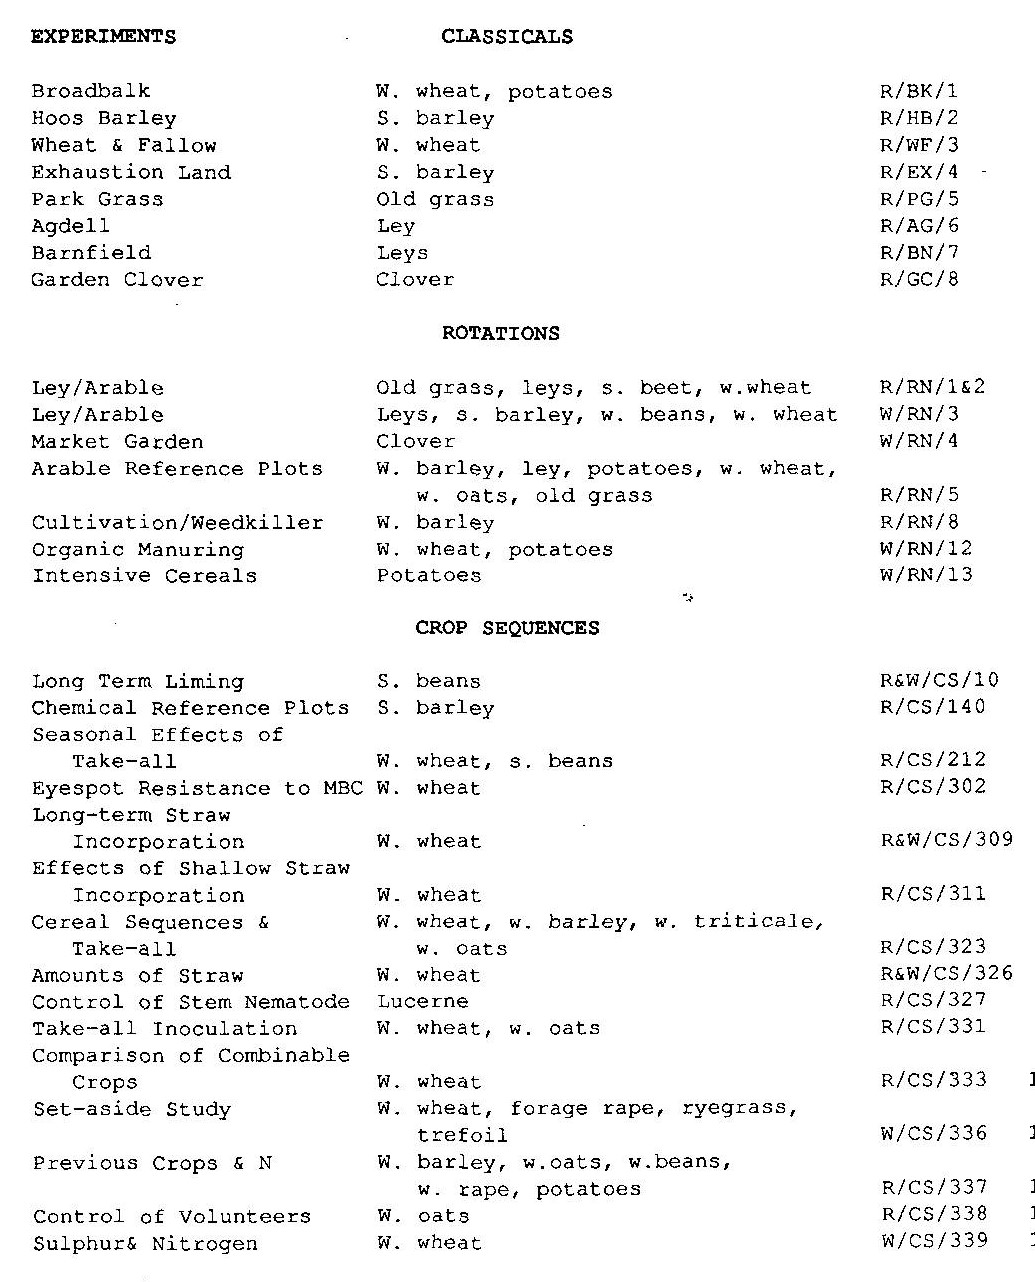 EXPERIMENTS CLASSICALS
Broadbalk W. wheat, potatoes R/BK/1
Hoos Barley S. barley R/HB/2
Wheat & Fallow W. wheat R/WF/3
Exhaustion Land S. barley R/EX/4
Park Grass Old grass R/PG/5
Agdell Ley R/AG/6
Barnfield Leys R/BN/7
Garden Clover Clover R/GC/8
ROTATIONS
Ley/Arable Old grass, leys, s. beet, w.wheat R/RN/1&2
Ley/Arable Leys, s. barley, w. beans, w. wheat W/RN/3
Market Garden Clover W/RN/4
Arable Reference Plots W. barley, ley, potatoes, w. wheat,
w. oats, old grass R/RN/5
Cultivation/Weedkiller W. barley R/RN/8
Organic Manuring W. wheat, potatoes W/RN/12
Intensive Cereals Potatoes W/RN/13
CROP SEQUENCES
Long Term Liming S. beans R&W/CS/10
Chemical Reference Plots S. barley R/CS/140
Seasonal Effects of
Take-all W. wheat, s. beans R/CS/212
Eyespot Resistance to MBC W. wheat R/CS/302
Long-term Straw
Incorporation W. wheat R&W/CS/309
Effects of Shallow Straw
Incorporation W. wheat R/CS/311
Cereal Sequences & W. wheat, w. barley, w. triticale,
Take-all w. oats R/CS/323
Amounts of Straw W. wheat R&W/CS/326
Control of Stem Nematode Lucerne R/CS/327
Take-all Inoculation W. wheat, w. oats R/CS/331
Comparison of Combinable
Crops W. wheat R/CS/333
Set-aside Study W. wheat, forage rape, ryegrass,
trefoil W/CS/336
Previous Crops & N W. barley, w.oats, w.beans,
w. rape, potatoes R/CS/337
Control of Volunteers W. oats R/CS/338
Sulphur& Nitrogen W. wheat W/CS/339